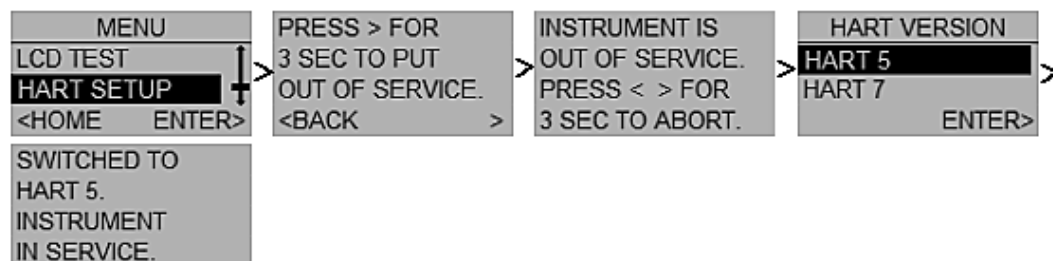 MENU
LCD TEST
HART SETUP
<HOME ENTER>
>
PRESS > FOR
3 SEC TO PUT
OUT OF SERVICE.
<BACK >
>
INSTRUMENT IS
OUT OF SERVICE.
PRESS < > FOR
3 SEC TO ABORT.
>
HART VERSION
HART 5
HART 7
ENTER>
>
SWITCHED TO
HART 5.
INSTRUMENT
IN SERVICE.